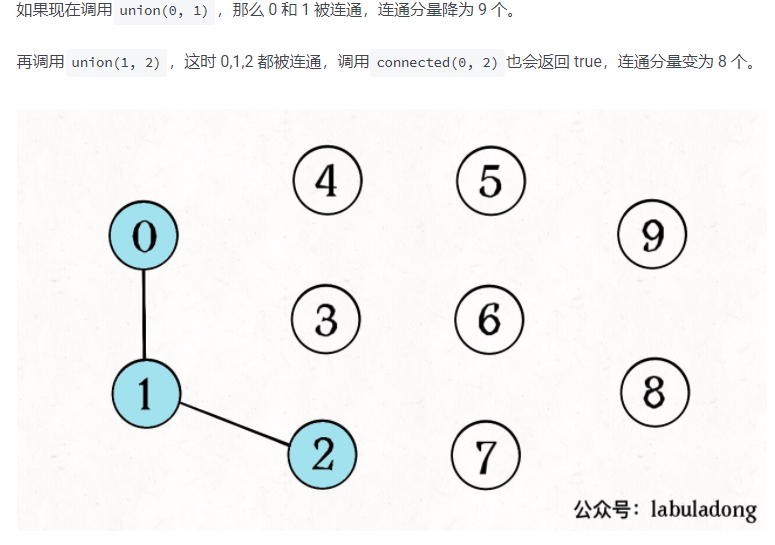 如果现在调用 union(0, 1) ，那么 0 和 1 被连通，连通分量降为 9 个。
再调用 union(1, 2) ，这时 0,1,2 都被连通，调用 connected(0, 2) 也会返回 true，连通分量变为 8 个。
4 5
0 9
3 6
1 8
2 7
公众号：labuladong